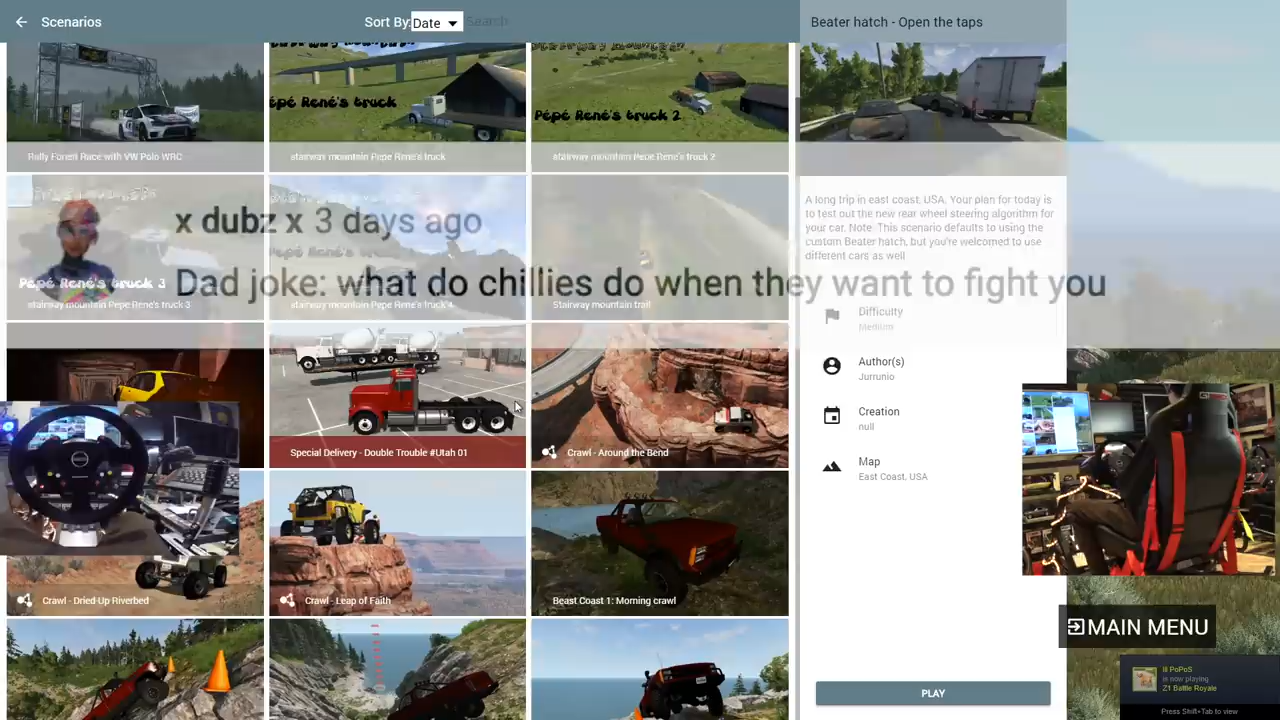 Scenarios
Sort By:
Date
Search
Beater hatch - Open the taps
Pépé René's truck
Pépé René's truck 2
Rally Forest Race with VW Polo WRC
stairway mountain Pepe Rene's truck
stairway mountain Pepe Rene's truck 2
A long trip in east coast, USA. Your plan for today is
to test out the new rear wheel steering algorithm for
your car. Note: This scenario defaults to using the
custom Beater hatch, but you're welcomed to use
different cars as well
x dubz x 3 days ago
Dad joke: what do chillies do when they want to fight you
Pépé René's truck 3
stairway mountain Pepe Rene's truck 3
stairway mountain Pepe Rene's truck 4
Stairway mountain trail
Difficulty
Medium
Author(s)
Jurrunio
Creation
null
Map
East Coast, USA
Special Delivery - Double Trouble #Utah 01
Crawl - Around the Bend
Crawl - Dried-Up Riverbed
Crawl - Leap of Faith
Beast Coast 1: Morning crawl
MAIN MENU
PLAY
lll PoPoS
is now playing
Z1 Battle Royale
Press Shift+Tab to view